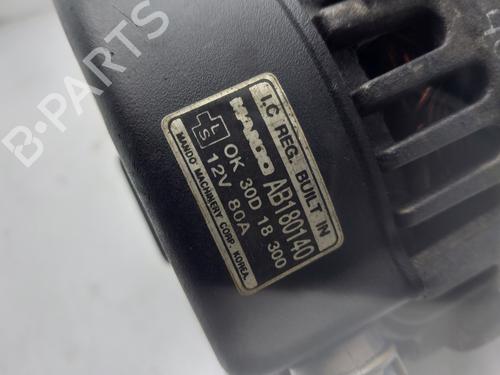 B-PARTS
I.C REG. BUILT IN
MANDO AB180140
L
S
OK 30D 18 300
12V 80A
MANDO MACHINERY CORP. KOREA.